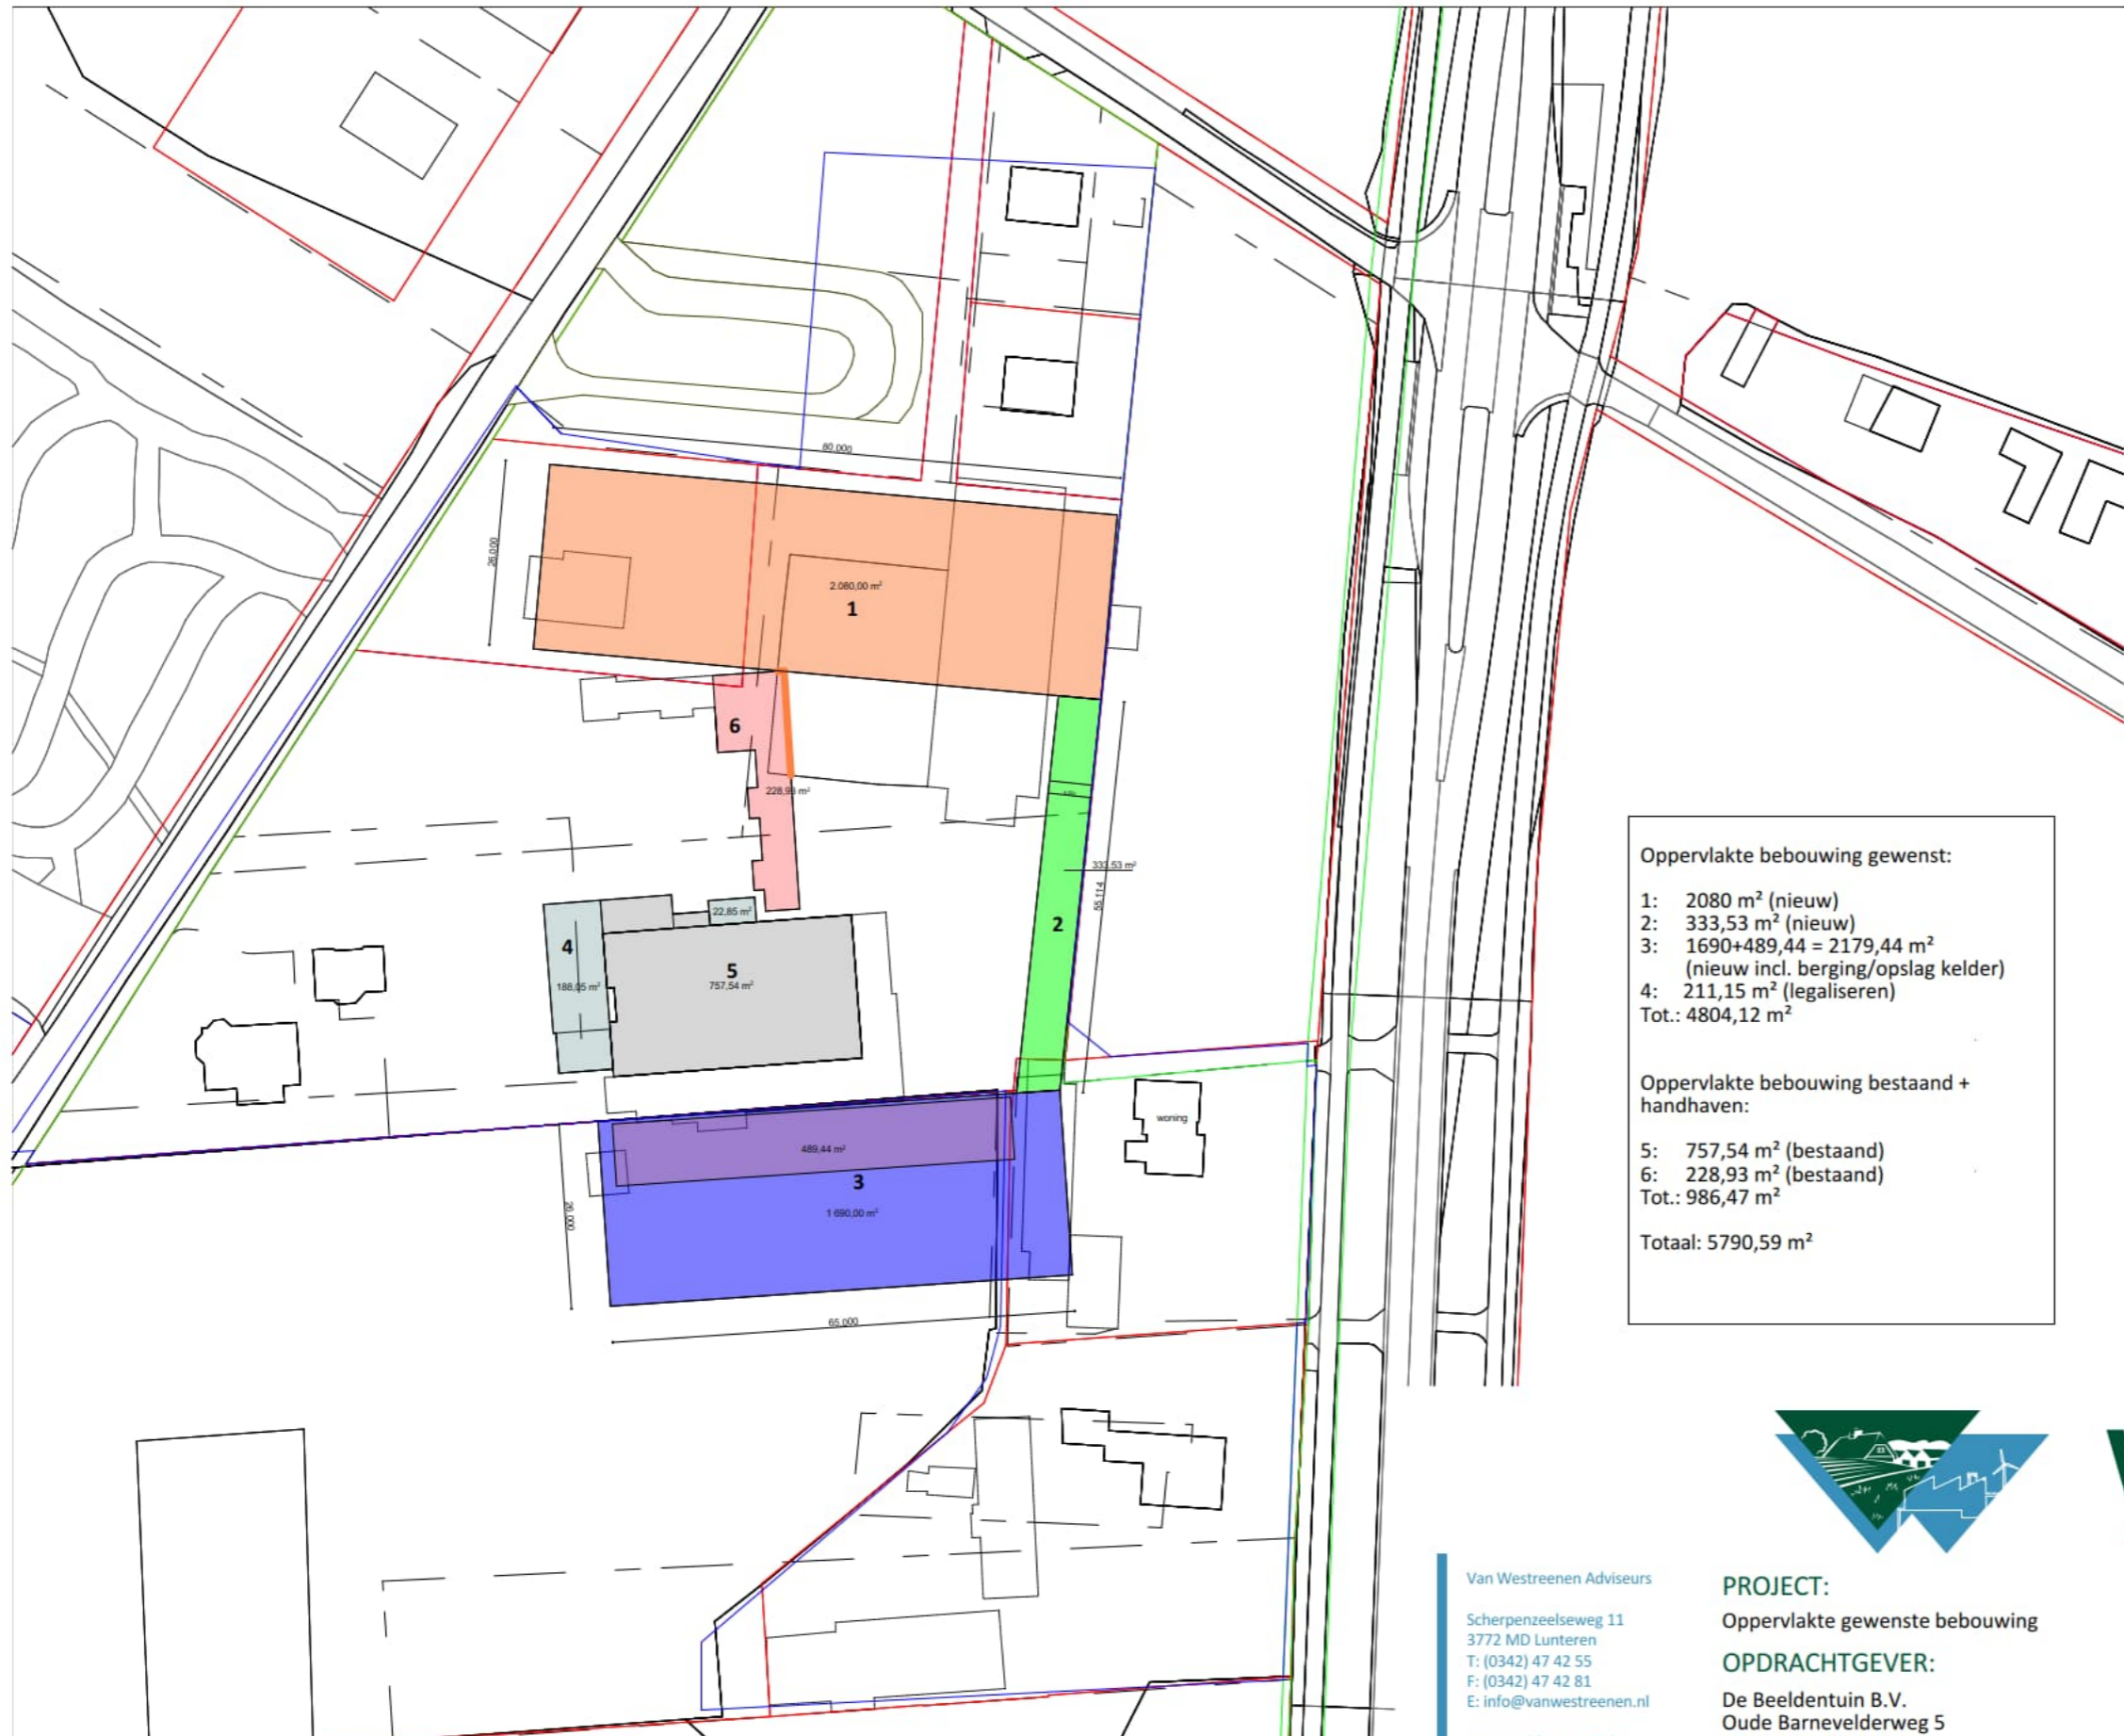 80.000
26.000
2.080,00 m²
1
6
228,93 m²
333,53 m²
55.114
2
22,85 m²
4
188,05 m²
5
757,54 m²
woning
489,44 m²
3
1 690,00 m²
26.000
65.000
Oppervlakte bebouwing gewenst:
1: 2080 m² (nieuw)
2: 333,53 m² (nieuw)
3: 1690+489,44 = 2179,44 m²
(nieuw incl. berging/opslag kelder)
4: 211,15 m² (legaliseren)
Tot.: 4804,12 m²
Oppervlakte bebouwing bestaand +
handhaven:
5: 757,54 m² (bestaand)
6: 228,93 m² (bestaand)
Tot.: 986,47 m²
Totaal: 5790,59 m²
Van Westreenen Adviseurs
Scherpenzeelseweg 11
3772 MD Lunteren
T: (0342) 47 42 55
F: (0342) 47 42 81
E: info@vanwestreenen.nl
PROJECT:
Oppervlakte gewenste bebouwing
OPDRACHTGEVER:
De Beeldentuin B.V.
Oude Barnevelderweg 5